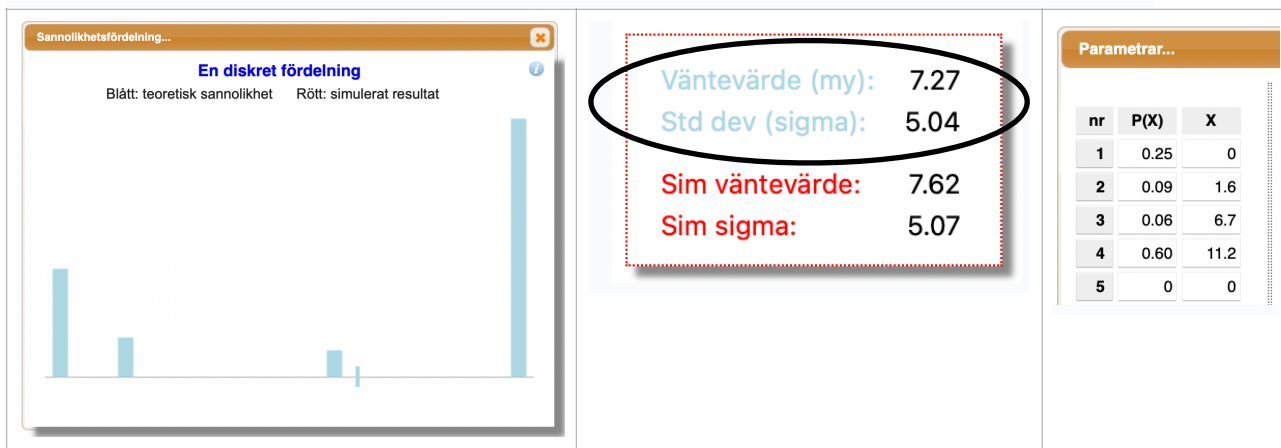 Sannolikhetsfördelning...
En diskret fördelning
Blått: teoretisk sannolikhet Rött: simulerat resultat
Väntevärde (my): 7.27
Std dev (sigma): 5.04
Sim väntevärde: 7.62
Sim sigma: 5.07
Parametrar...
nr P(X) X
1 0.25 0
2 0.09 1.6
3 0.06 6.7
4 0.60 11.2
5 0 0